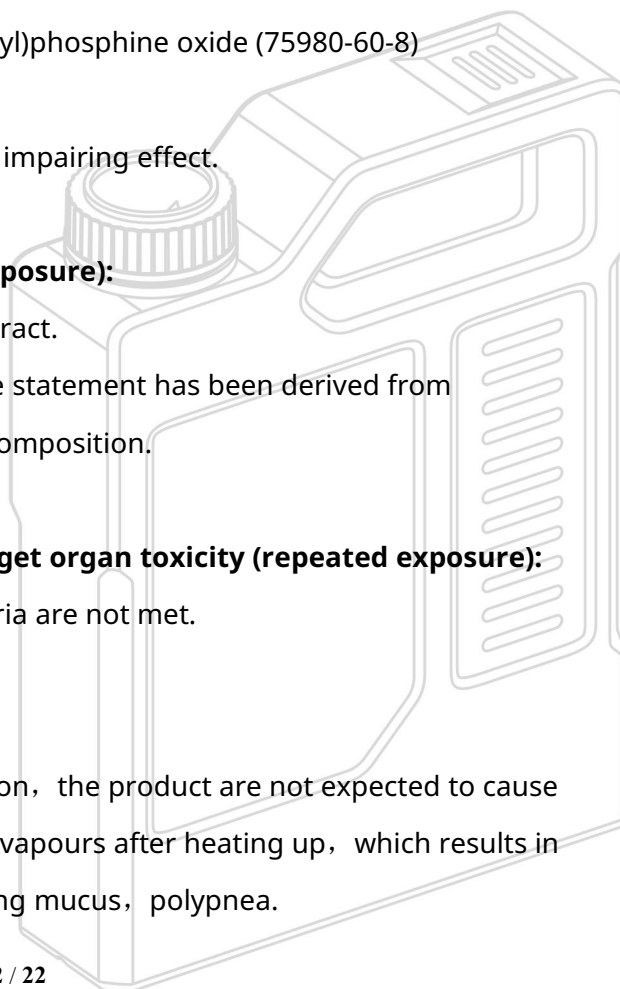 yl)phosphine oxide (75980-60-8)
impairing effect.
posure):
ract.
e statement has been derived from
omposition.
get organ toxicity (repeated exposure):
ria are not met.
on，the product are not expected to cause
vapours after heating up，which results in
ng mucus，polypnea.
2 / 22